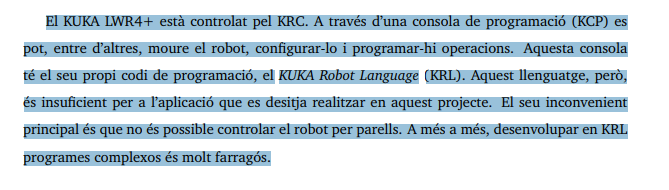 El KUKA LWR4+ està controlat pel KRC. A través d'una consola de programació (KCP) es
pot, entre d'altres, moure el robot, configurar-lo i programar-hi operacions. Aquesta consola
té el seu propi codi de programació, el KUKA Robot Language (KRL). Aquest llenguatge, però,
és insuficient per a l'aplicació que es desitja realitzar en aquest projecte. El seu inconvenient
principal és que no és possible controlar el robot per parells. A més a més, desenvolupar en KRL
programes complexos és molt farragós.